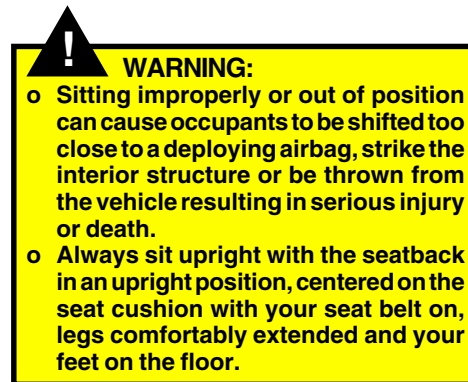 ! WARNING:
o Sitting improperly or out of position
can cause occupants to be shifted too
close to a deploying airbag, strike the
interior structure or be thrown from
the vehicle resulting in serious injury
or death.
o Always sit upright with the seatback
in an upright position, centered on the
seat cushion with your seat belt on,
legs comfortably extended and your
feet on the floor.